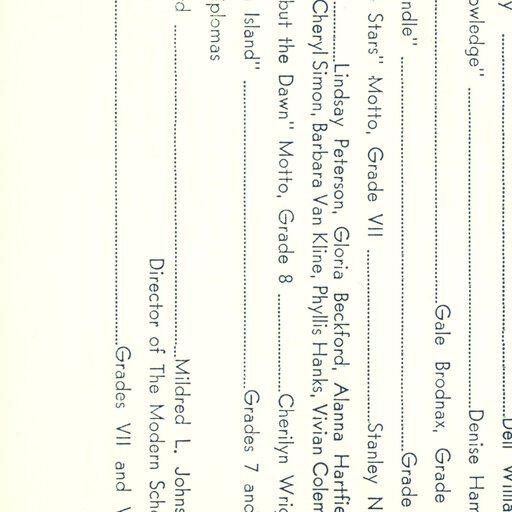 y ........ Dell Willia
owledge" ........ Denise Ham
........ Gale Brodnax, Grade
ndle" ........ Grade
Stars" Motto, Grade VII ........ Stanley N
........ Lindsay Peterson, Gloria Beckford, Alanna Hartfie
Cheryl Simon, Barbara Van Kline, Phyllis Hanks, Vivian Colem
but the Dawn" Motto, Grade 8 ........ Cherilyn Wrig
Island" ........ Grades 7 and
plomas
d ........ Mildred L. Johns
Director of The Modern Scho
........ Grades VII and V